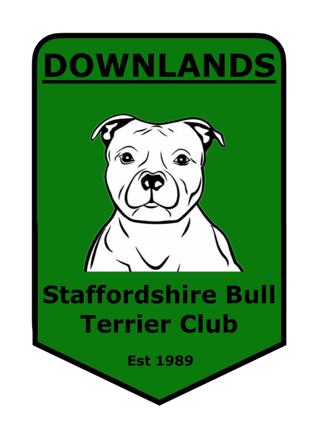 DOWNLANDS
Staffordshire Bull
Terrier Club
Est 1989